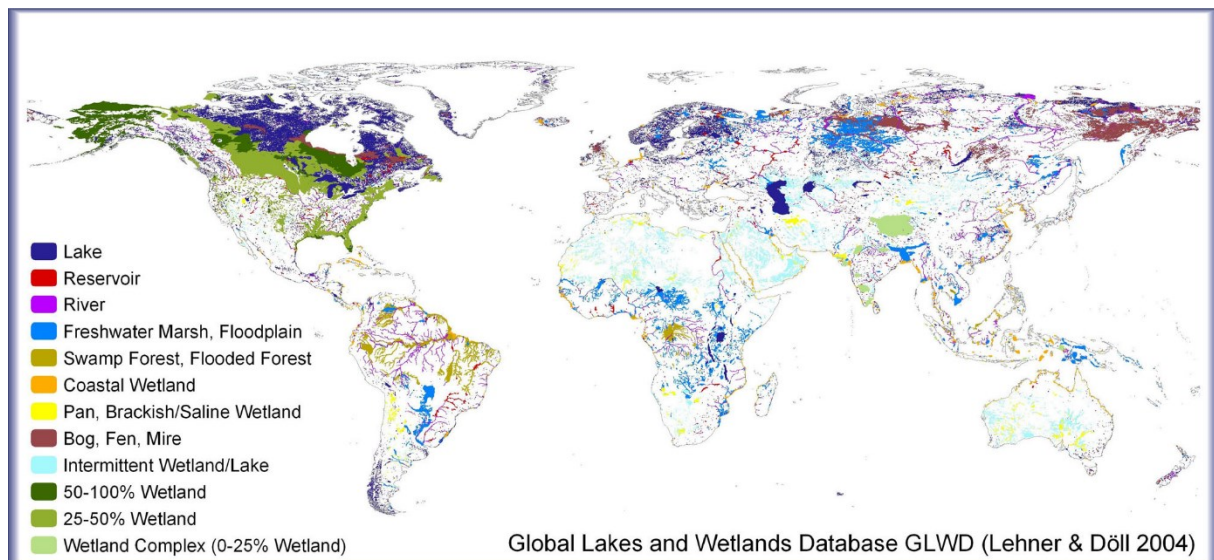 Lake
Reservoir
River
Freshwater Marsh, Floodplain
Swamp Forest, Flooded Forest
Coastal Wetland
Pan, Brackish/Saline Wetland
Bog, Fen, Mire
Intermittent Wetland/Lake
50-100% Wetland
25-50% Wetland
Wetland Complex (0-25% Wetland)
Global Lakes and Wetlands Database GLWD (Lehner & Döll 2004)